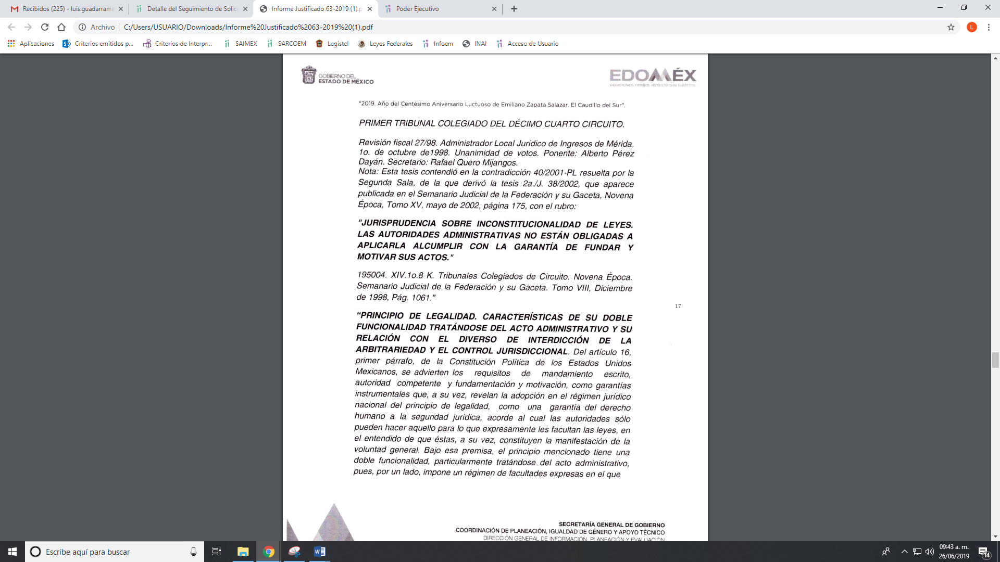 Recibidos (225) - luis.guadarrama
Detalle del Seguimiento de Solici
Informe Justificado 63-2019 (1).p
Poder Ejecutivo
Archivo
C:/Users/USUARIO/Downloads/Informe%20Justificado%2063-2019%20(1).pdf
L
Aplicaciones
Criterios emitidos p...
Criterios de Interpr...
SAIMEX
SARCOEM
Legistel
Leyes Federales
Infoem
INAI
Acceso de Usuario
GOBIERNO DEL
ESTADO DE MÉXICO
EDOMÉX
DECISIONES FIRMES, RESULTADOS FUERTES.
"2019. Año del Centésimo Aniversario Luctuoso de Emiliano Zapata Salazar. El Caudillo del Sur".
PRIMER TRIBUNAL COLEGIADO DEL DÉCIMO CUARTO CIRCUITO.
Revisión fiscal 27/98. Administrador Local Jurídico de Ingresos de Mérida.
1o. de octubre de1998. Unanimidad de votos. Ponente: Alberto Pérez
Dayán. Secretario: Rafael Quero Mijangos.
Nota: Esta tesis contendió en la contradicción 40/2001-PL resuelta por la
Segunda Sala, de la que derivó la tesis 2a./J. 38/2002, que aparece
publicada en el Semanario Judicial de la Federación y su Gaceta, Novena
Época, Tomo XV, mayo de 2002, página 175, con el rubro:
"JURISPRUDENCIA SOBRE INCONSTITUCIONALIDAD DE LEYES.
LAS AUTORIDADES ADMINISTRATIVAS NO ESTÁN OBLIGADAS A
APLICARLA ALCUMPLIR CON LA GARANTÍA DE FUNDAR Y
MOTIVAR SUS ACTOS."
195004. XIV.1o.8 K. Tribunales Colegiados de Circuito. Novena Época.
Semanario Judicial de la Federación y su Gaceta. Tomo VIII, Diciembre
de 1998, Pág. 1061.”
17
“PRINCIPIO DE LEGALIDAD. CARACTERÍSTICAS DE SU DOBLE
FUNCIONALIDAD TRATÁNDOSE DEL ACTO ADMINISTRATIVO Y SU
RELACIÓN CON EL DIVERSO DE INTERDICCIÓN DE LA
ARBITRARIEDAD Y EL CONTROL JURISDICCIONAL. Del artículo 16,
primer párrafo, de la Constitución Política de los Estados Unidos
Mexicanos, se advierten los requisitos de mandamiento escrito,
autoridad competente y fundamentación y motivación, como garantías
instrumentales que, a su vez, revelan la adopción en el régimen jurídico
nacional del principio de legalidad, como una garantía del derecho
humano a la seguridad jurídica, acorde al cual las autoridades sólo
pueden hacer aquello para lo que expresamente les facultan las leyes, en
el entendido de que éstas, a su vez, constituyen la manifestación de la
voluntad general. Bajo esa premisa, el principio mencionado tiene una
doble funcionalidad, particularmente tratándose del acto administrativo,
pues, por un lado, impone un régimen de facultades expresas en el que
SECRETARÍA GENERAL DE GOBIERNO
COORDINACIÓN DE PLANEACIÓN, IGUALDAD DE GÉNERO Y APOYO TÉCNICO
DIRECCIÓN GENERAL DE INFORMACIÓN, PLANEACIÓN Y EVALUACIÓN
Escribe aquí para buscar
09:43 a. m.
26/06/2019
14